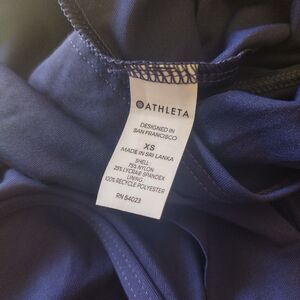 ATHLETA
DESIGNED IN
SAN FRANCISCO
XS
MADE IN SRI LANKA
SHELL:
75% NYLON
25% LYCRA® SPANDEX
LINING:
100% RECYCLE POLYESTER
RN 54023